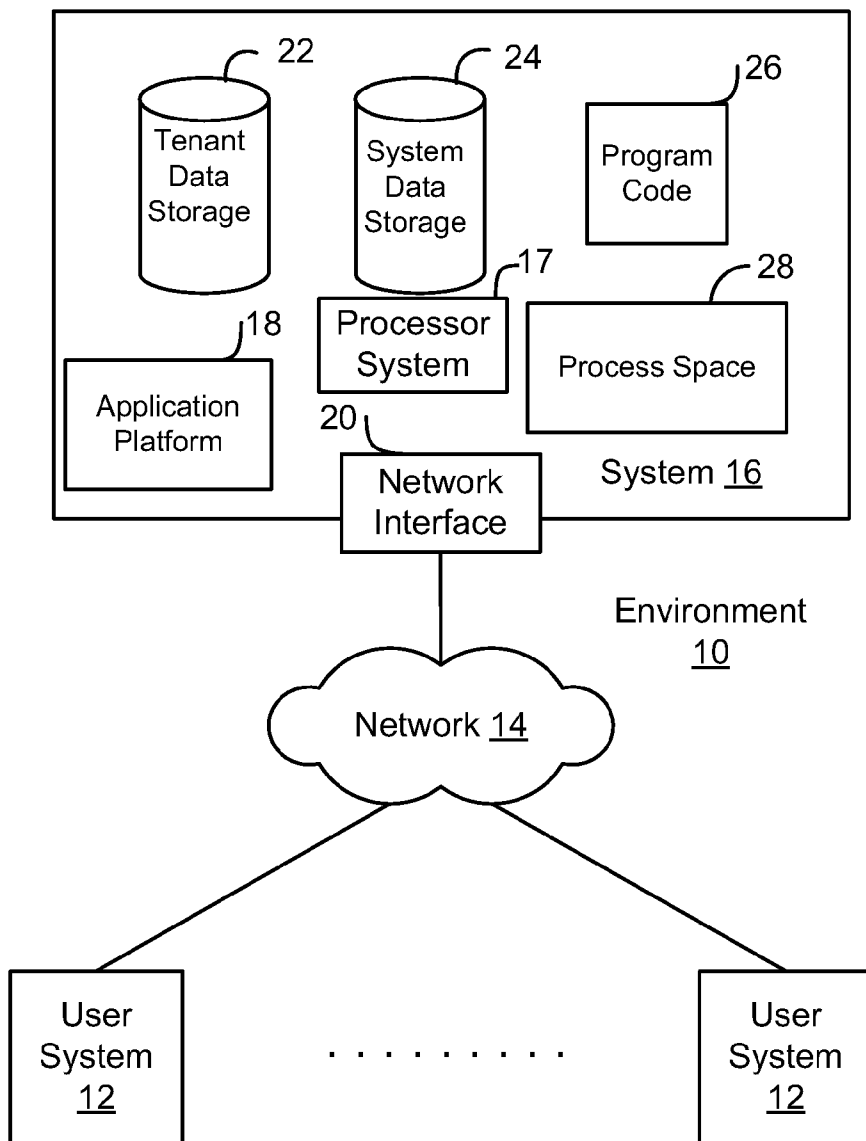 22
24
26
Tenant
Data
Storage
System
Data
Storage
Program
Code
17
28
18
Processor
System
Process Space
Application
Platform
20
Network
Interface
System 16
Environment
10
Network 14
User
System
12
. . . . . . . . .
User
System
12